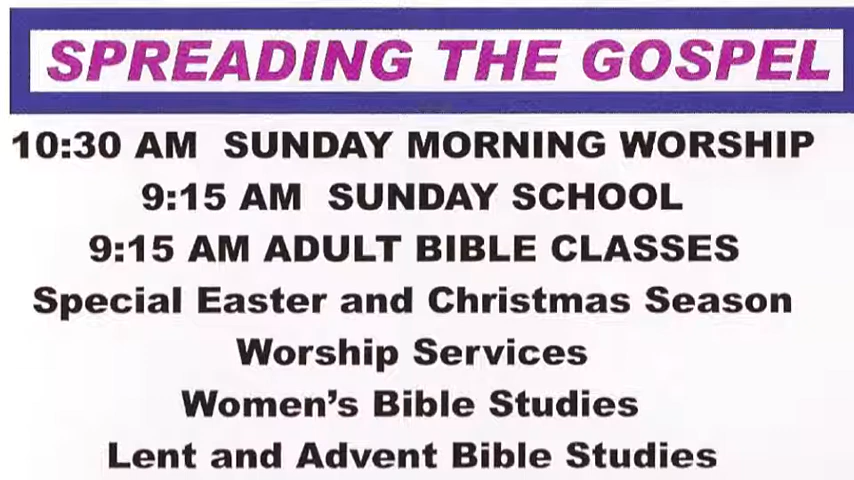 SPREADING THE GOSPEL
10:30 AM SUNDAY MORNING WORSHIP
9:15 AM SUNDAY SCHOOL
9:15 AM ADULT BIBLE CLASSES
Special Easter and Christmas Season
Worship Services
Women's Bible Studies
Lent and Advent Bible Studies